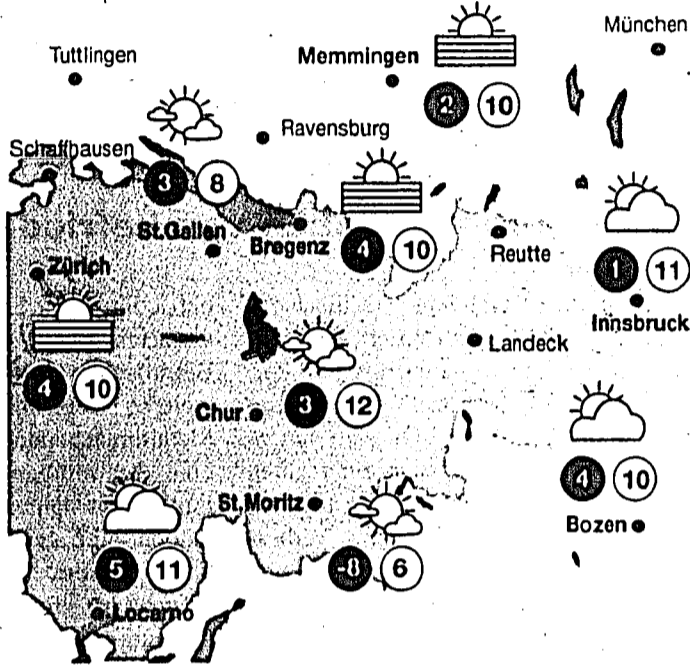 München
Tuttlingen
Memmingen
2 10
Ravensburg
Schaffhausen
3 8
St.Gallen
Bregenz
4 10
Reutte
Zürich
1 11
Innsbruck
Landeck
4 10
Chur
3 12
4 10
St.Moritz
Bozen
5 11
-8 6
Locarno